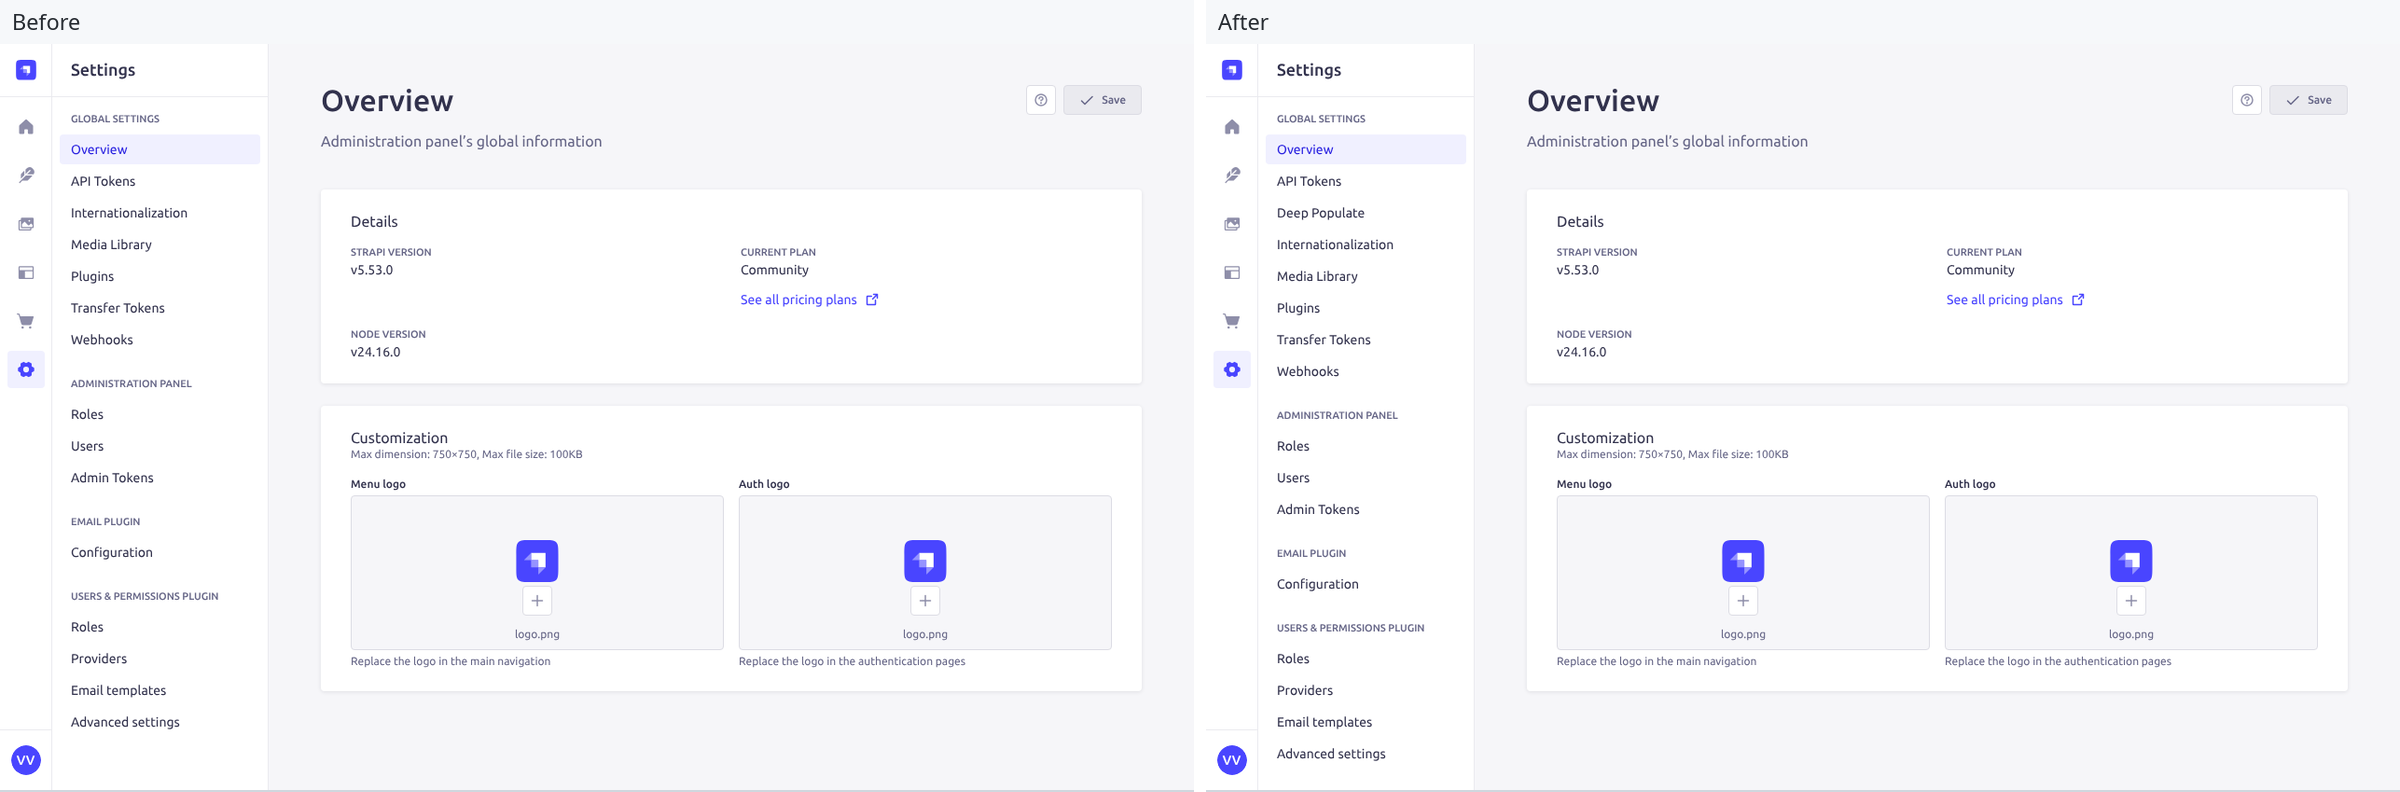 Before
Settings
GLOBAL SETTINGS
Overview
API Tokens
Internationalization
Media Library
Plugins
Transfer Tokens
Webhooks
ADMINISTRATION PANEL
Roles
Users
Admin Tokens
EMAIL PLUGIN
Configuration
USERS & PERMISSIONS PLUGIN
Roles
Providers
Email templates
Advanced settings
VV
Overview
Save
Administration panel’s global information
Details
STRAPI VERSION
v5.53.0
CURRENT PLAN
Community
See all pricing plans
NODE VERSION
v24.16.0
Customization
Max dimension: 750×750, Max file size: 100KB
Menu logo
logo.png
Replace the logo in the main navigation
Auth logo
logo.png
Replace the logo in the authentication pages
After
Settings
GLOBAL SETTINGS
Overview
API Tokens
Deep Populate
Internationalization
Media Library
Plugins
Transfer Tokens
Webhooks
ADMINISTRATION PANEL
Roles
Users
Admin Tokens
EMAIL PLUGIN
Configuration
USERS & PERMISSIONS PLUGIN
Roles
Providers
Email templates
Advanced settings
VV
Overview
Save
Administration panel’s global information
Details
STRAPI VERSION
v5.53.0
CURRENT PLAN
Community
See all pricing plans
NODE VERSION
v24.16.0
Customization
Max dimension: 750×750, Max file size: 100KB
Menu logo
logo.png
Replace the logo in the main navigation
Auth logo
logo.png
Replace the logo in the authentication pages